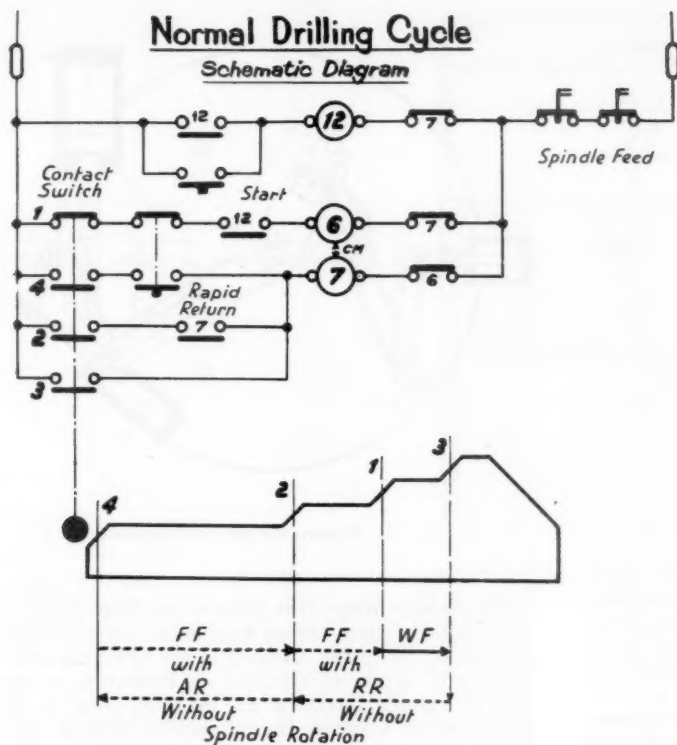 Normal Drilling Cycle
Schematic Diagram
12
12
7
Spindle Feed
Contact
Switch
Start
1
12
6
7
CM
4
7
6
Rapid
Return
2
7
3
3
1
2
4
FF
FF
WF
with
with
AR
RR
Without
Without
Spindle Rotation